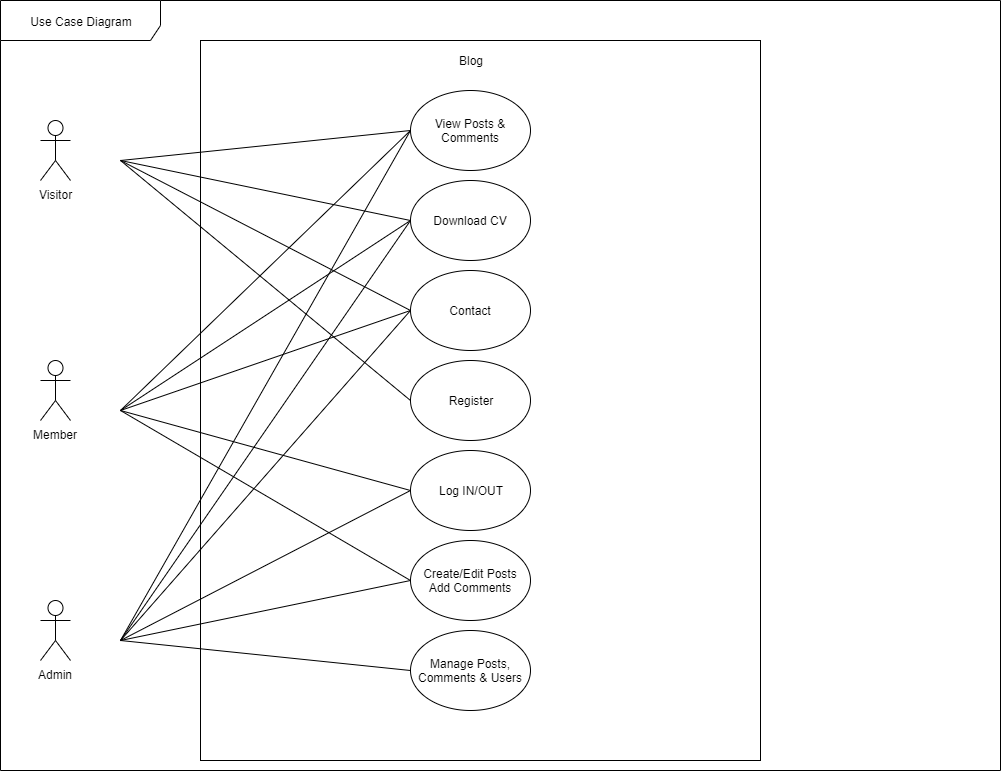 Use Case Diagram
Blog
View Posts &
Comments
Visitor
Download CV
Contact
Register
Member
Log IN/OUT
Create/Edit Posts
Add Comments
Manage Posts,
Comments & Users
Admin